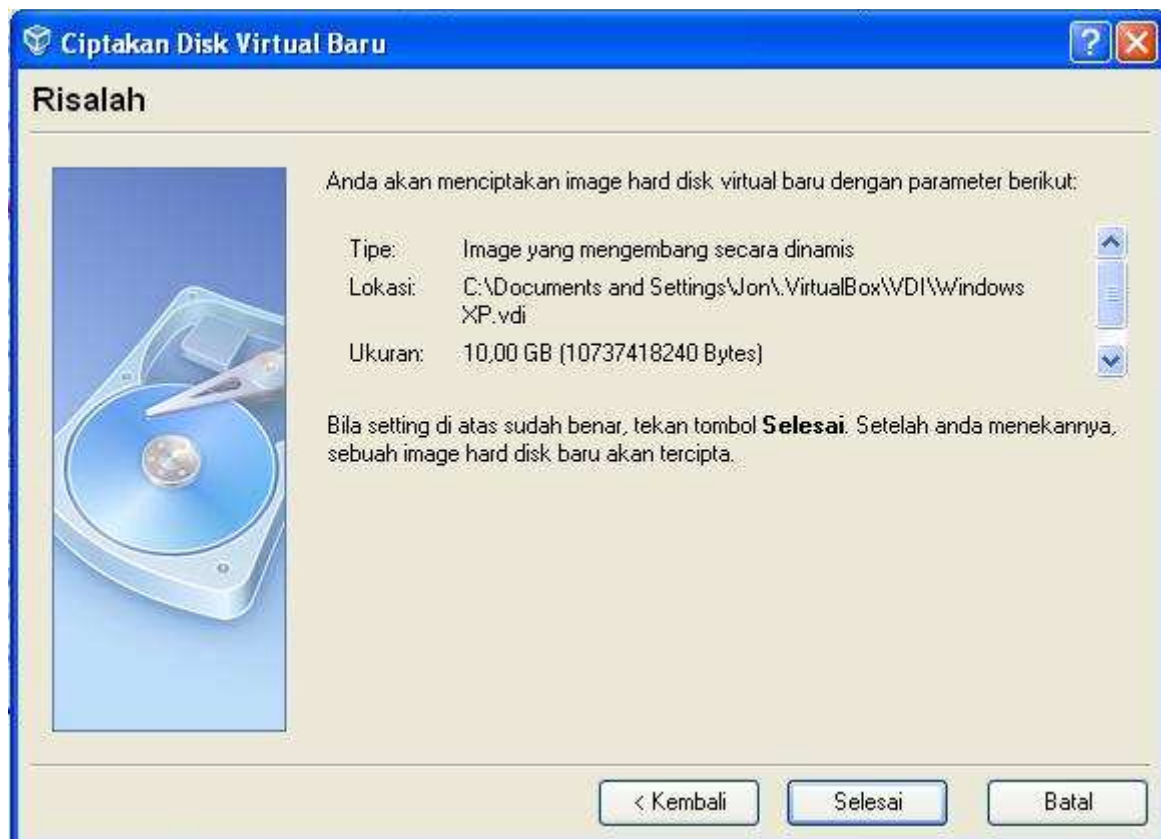 Ciptakan Disk Virtual Baru
Risalah
Anda akan menciptakan image hard disk virtual baru dengan parameter berikut:
Tipe: Image yang mengembang secara dinamis
Lokasi: C:\Documents and Settings\Jon\.VirtualBox\VDI\Windows
XP.vdi
Ukuran: 10,00 GB (10737418240 Bytes)
Bila setting di atas sudah benar, tekan tombol Selesai. Setelah anda menekannya,
sebuah image hard disk baru akan tercipta.
< Kembali Selesai Batal